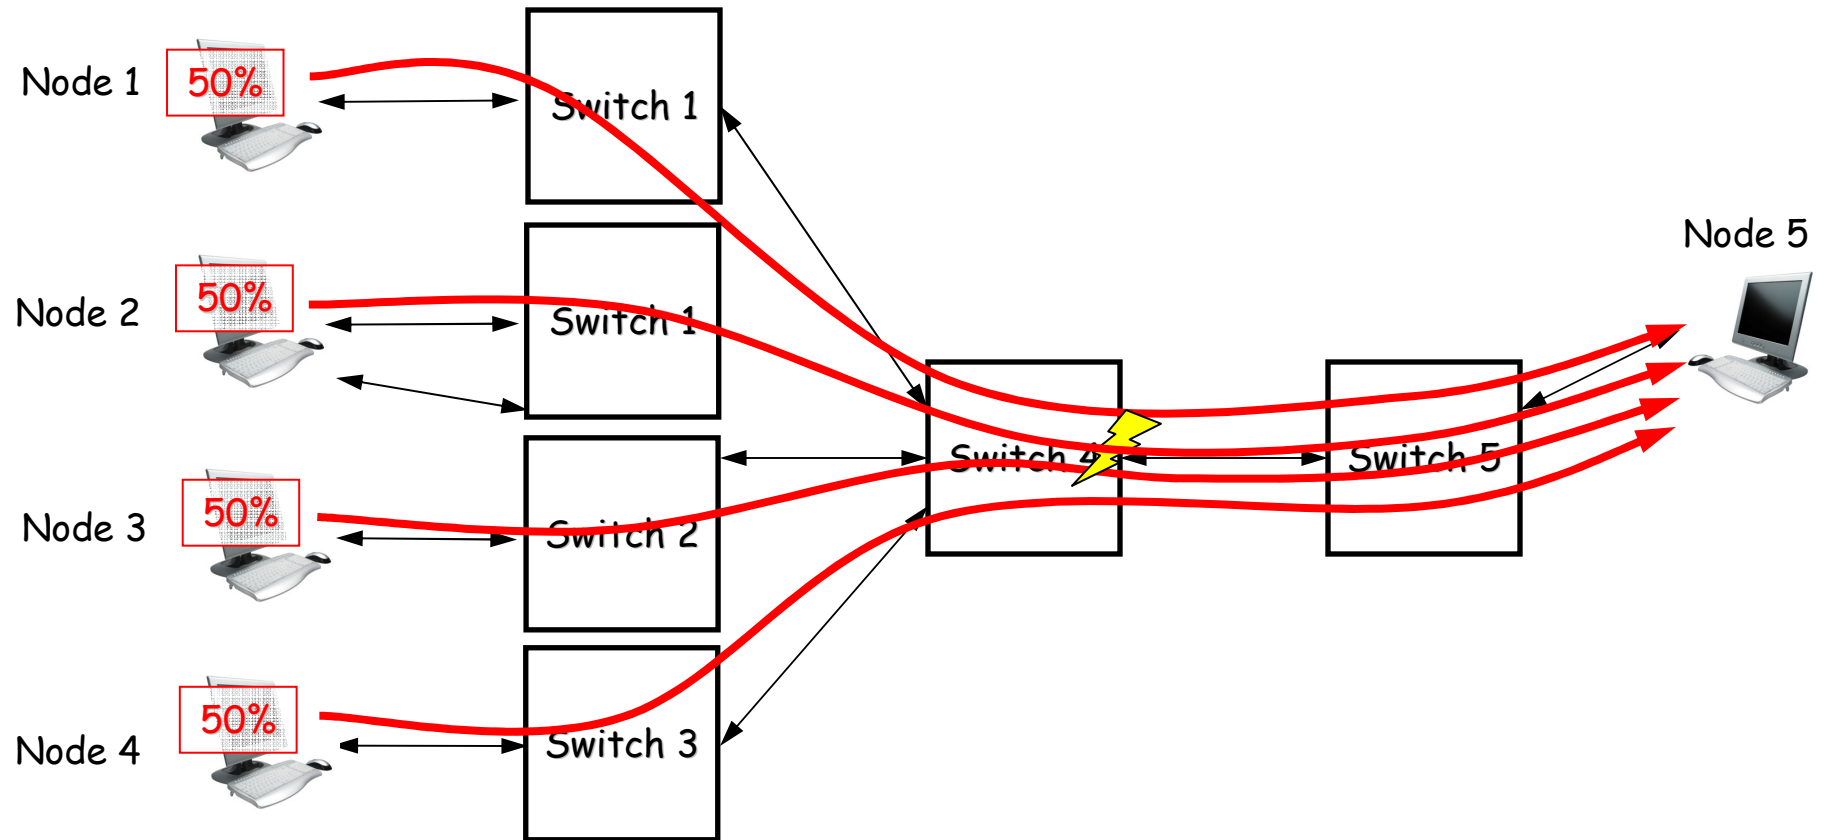 Node 1
50%
Switch 1
Node 2
50%
Switch 1
Node 5
Switch 4
Switch 5
Node 3
50%
Switch 2
Node 4
50%
Switch 3